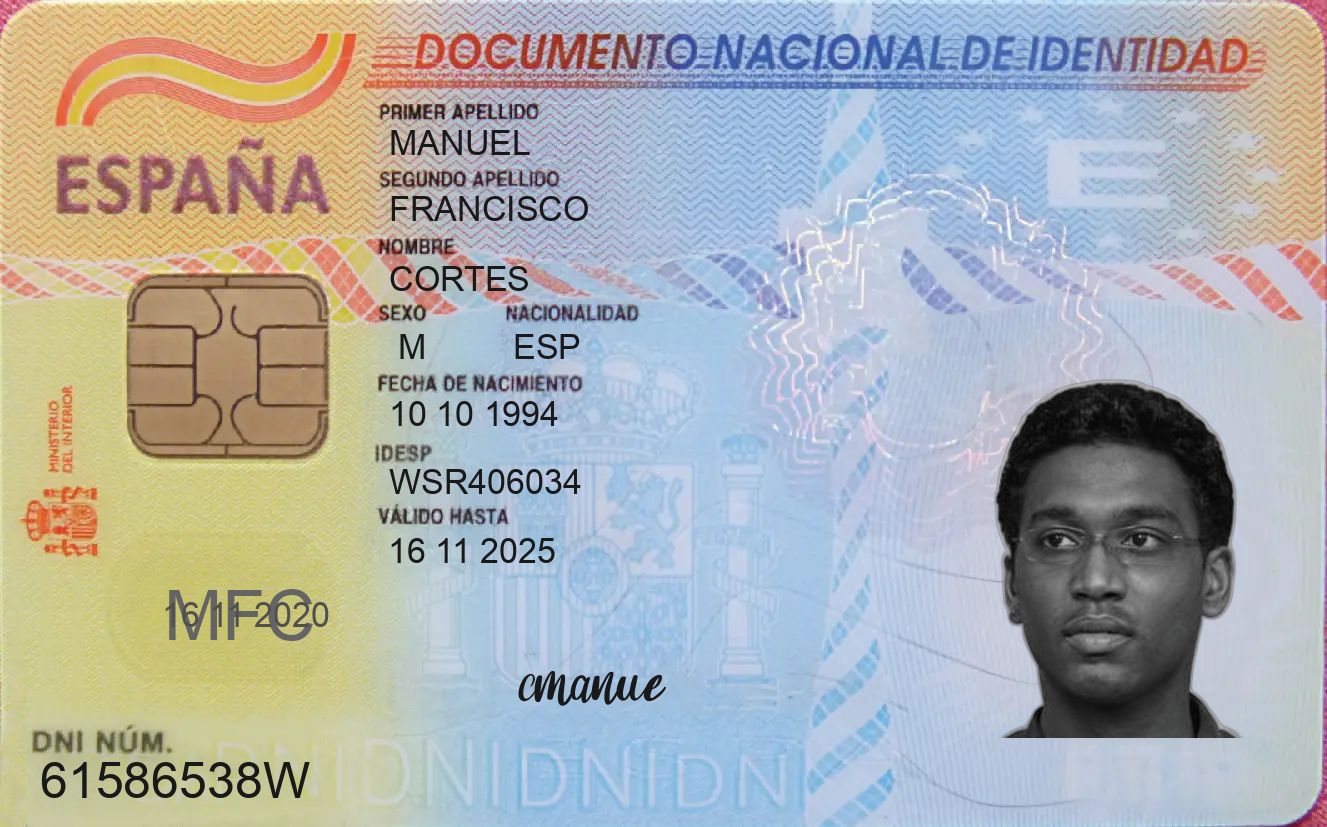 DOCUMENTO NACIONAL DE IDENTIDAD
ESPAÑA
PRIMER APELLIDO
MANUEL
SEGUNDO APELLIDO
FRANCISCO
NOMBRE
CORTES
SEXO NACIONALIDAD
M ESP
FECHA DE NACIMIENTO
10 10 1994
IDESP
WSR406034
VÁLIDO HASTA
16 11 2025
MINISTERIO
DEL INTERIOR
E
MFC
16 11 2020
cmanue
DNI NÚM.
61586538W
DNIDNIDNIDNI